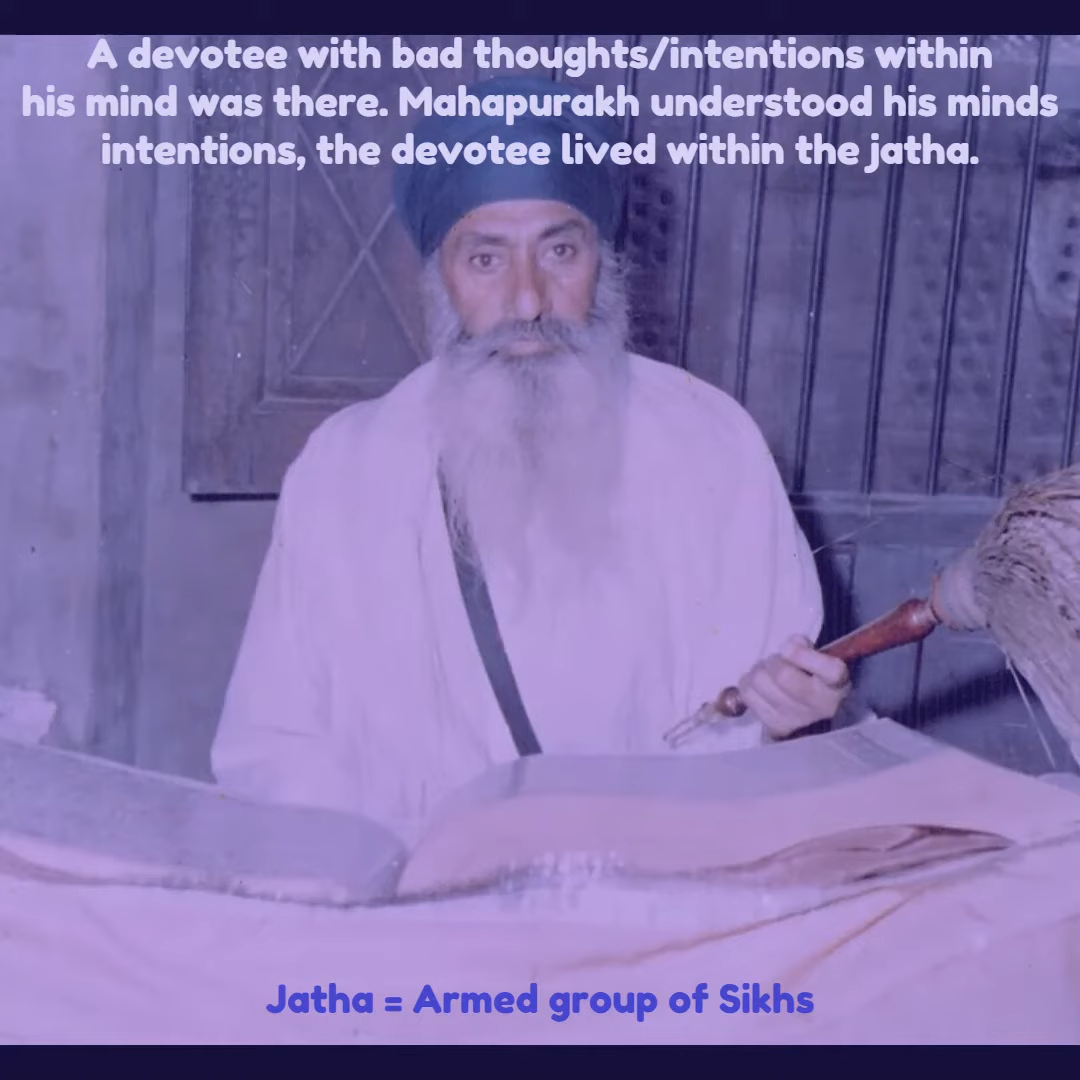 A devotee with bad thoughts/intentions within
his mind was there. Mahapurakh understood his minds
intentions, the devotee lived within the jatha.
Jatha = Armed group of Sikhs